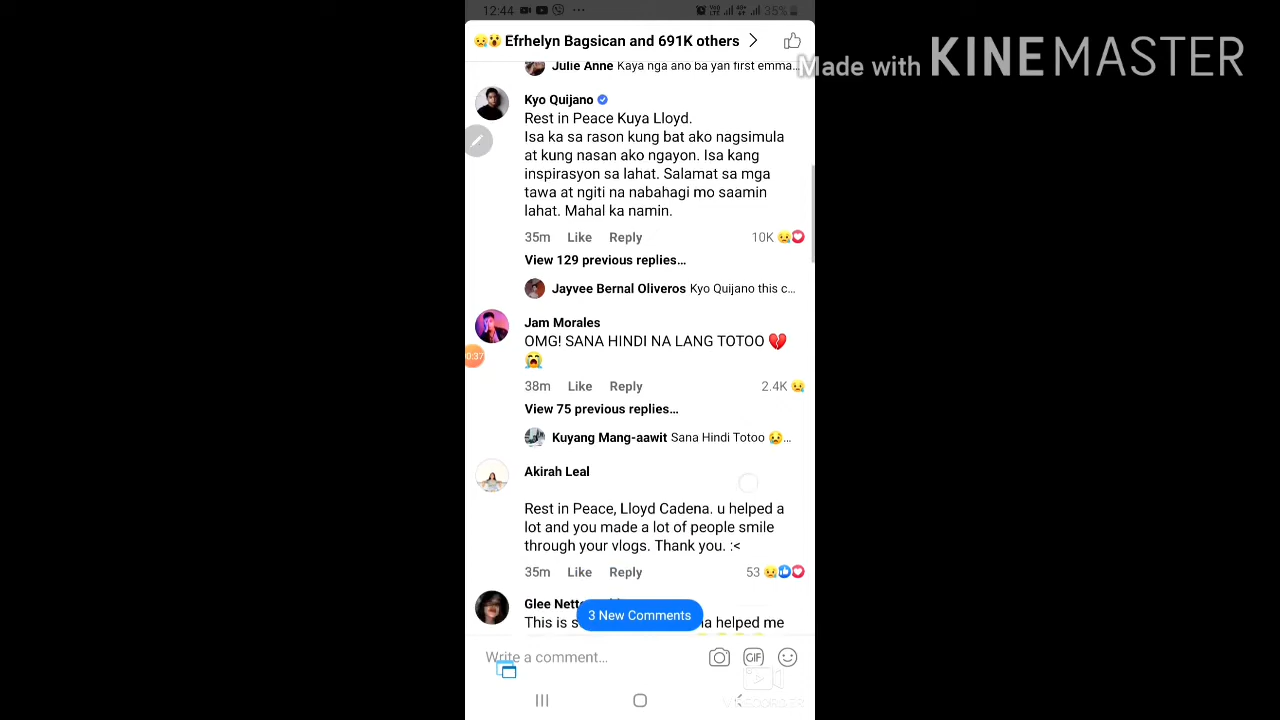 12:44
35%
Efrhelyn Bagsican and 691K others
Made with KINEMASTER
Julie Anne Kaya nga ano ba yan first emma...
Kyo Quijano
Rest in Peace Kuya Lloyd.
Isa ka sa rason kung bat ako nagsimula
at kung nasan ako ngayon. Isa kang
inspirasyon sa lahat. Salamat sa mga
tawa at ngiti na nabahagi mo saamin
lahat. Mahal ka namin.
35m Like Reply 10K
View 129 previous replies...
Jayvee Bernal Oliveros Kyo Quijano this c...
Jam Morales
OMG! SANA HINDI NA LANG TOTOO 💔
😭
00:37
38m Like Reply 2.4K
View 75 previous replies...
Kuyang Mang-aawit Sana Hindi Totoo 😢...
Akirah Leal
Rest in Peace, Lloyd Cadena. u helped a
lot and you made a lot of people smile
through your vlogs. Thank you. :<
35m Like Reply 53
Glee
3 New Comments
This is helped me
Write a comment...
GIF